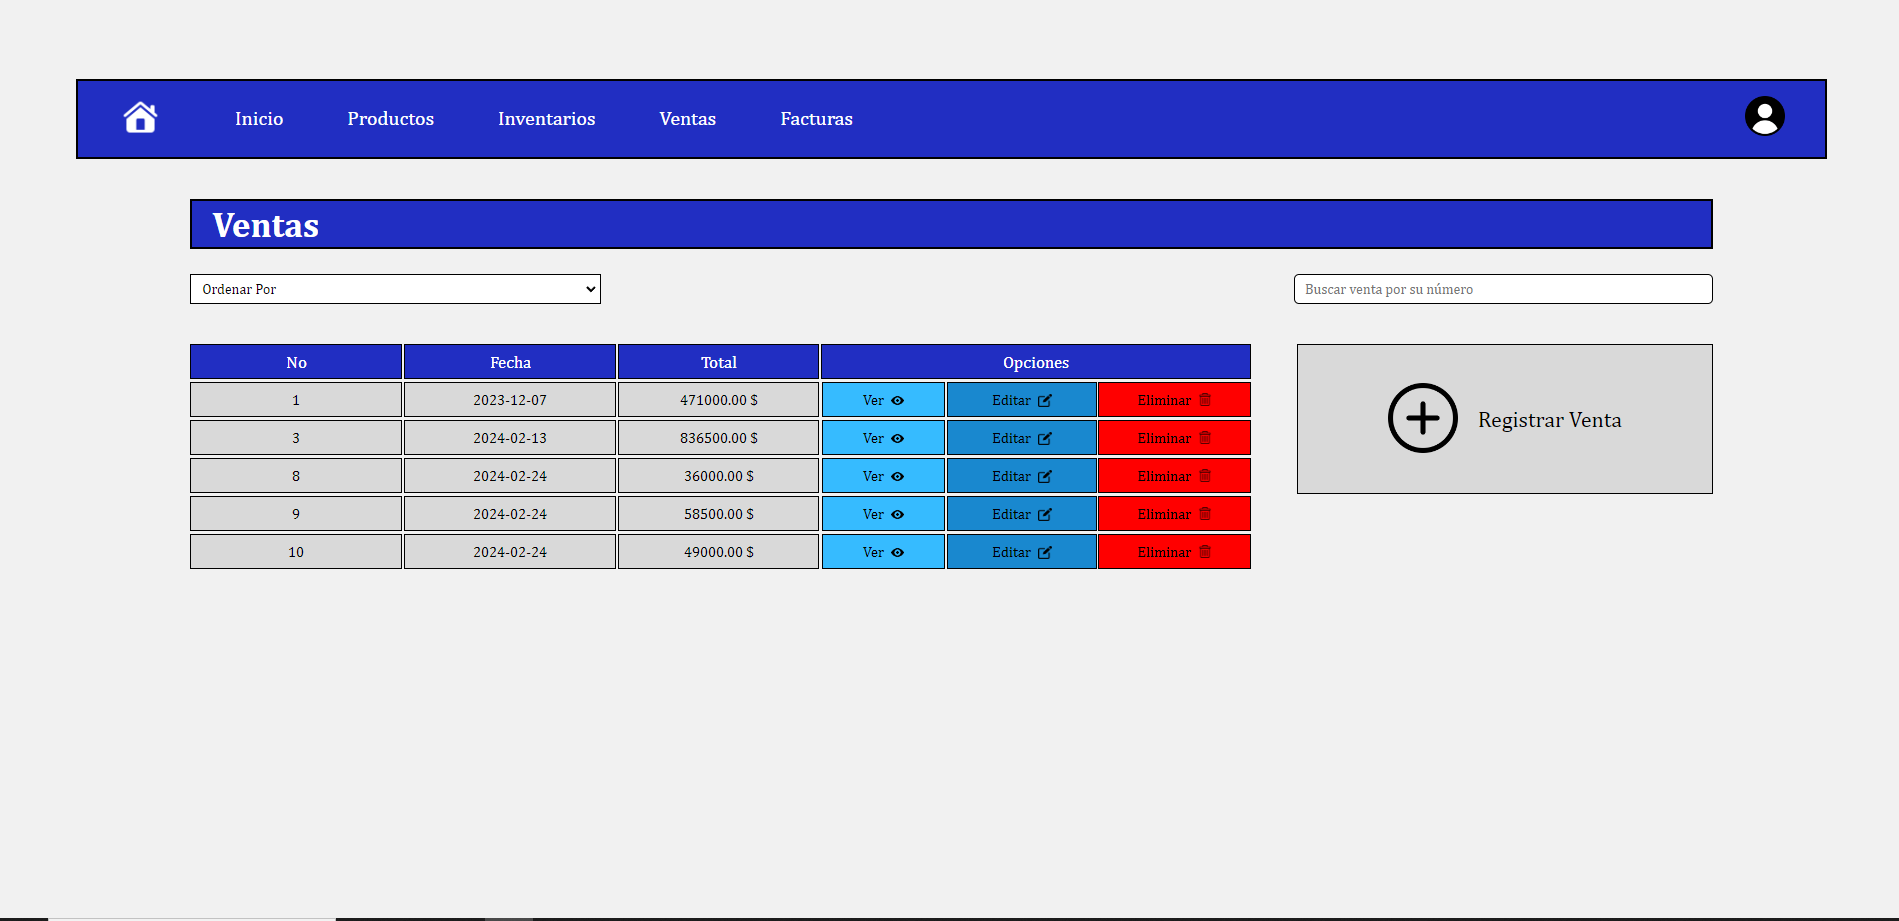 Inicio Productos Inventarios Ventas Facturas
Ventas
Ordenar Por
Buscar venta por su número
No Fecha Total Opciones
1 2023-12-07 471000.00 $ Ver Editar Eliminar
3 2024-02-13 836500.00 $ Ver Editar Eliminar
8 2024-02-24 36000.00 $ Ver Editar Eliminar
9 2024-02-24 58500.00 $ Ver Editar Eliminar
10 2024-02-24 49000.00 $ Ver Editar Eliminar
Registrar Venta